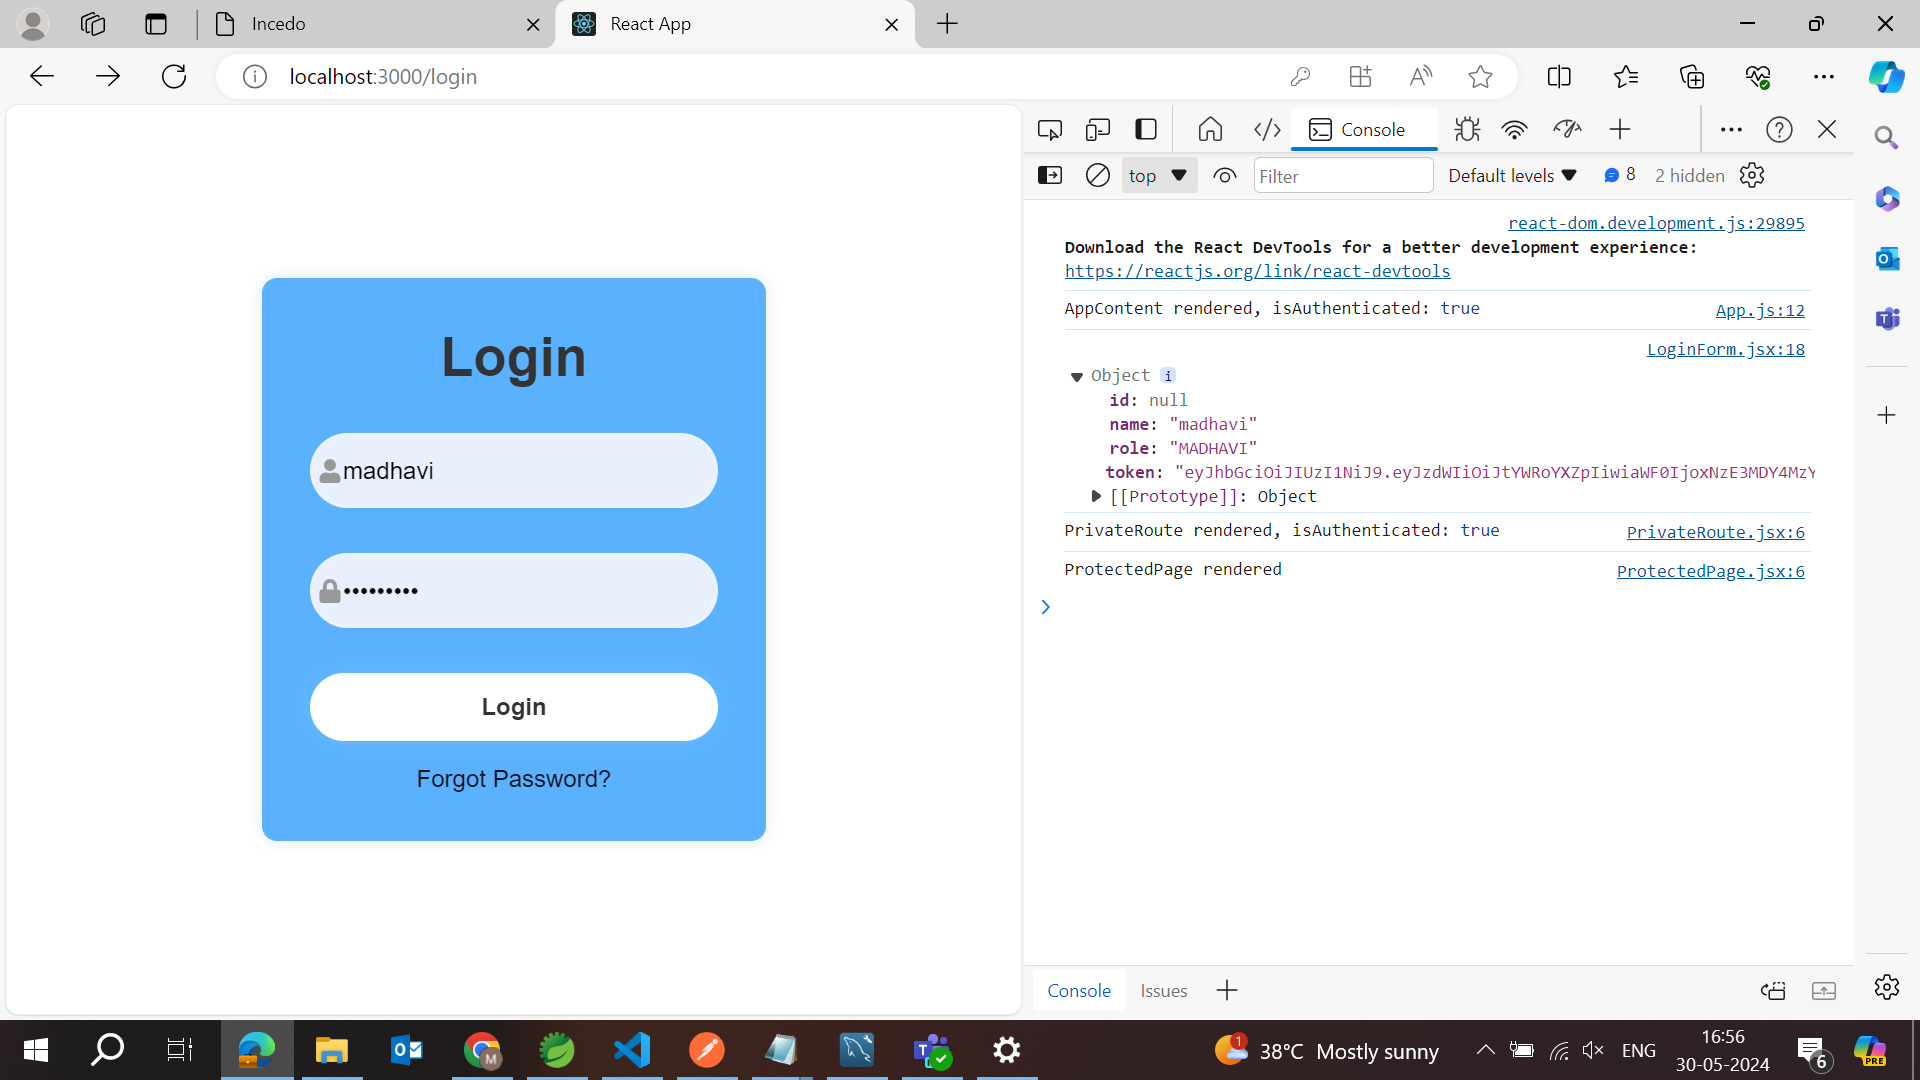 Incedo
React App
localhost:3000/login
Console
top
Filter
Default levels
8
2 hidden
react-dom.development.js:29895
Download the React DevTools for a better development experience:
https://reactjs.org/link/react-devtools
AppContent rendered, isAuthenticated: true
App.js:12
LoginForm.jsx:18
Object i
id: null
name: "madhavi"
role: "MADHAVI"
token: "eyJhbGciOiJIUzI1NiJ9.eyJzdWIiOiJtYWRoYXZpIiwiaWF0IjoxNzE3MDY4MzY
[[Prototype]]: Object
PrivateRoute rendered, isAuthenticated: true
PrivateRoute.jsx:6
ProtectedPage rendered
ProtectedPage.jsx:6
Login
madhavi
•••••••••
Login
Forgot Password?
Console
Issues
M
1
38°C Mostly sunny
ENG
16:56
30-05-2024
6
PRE